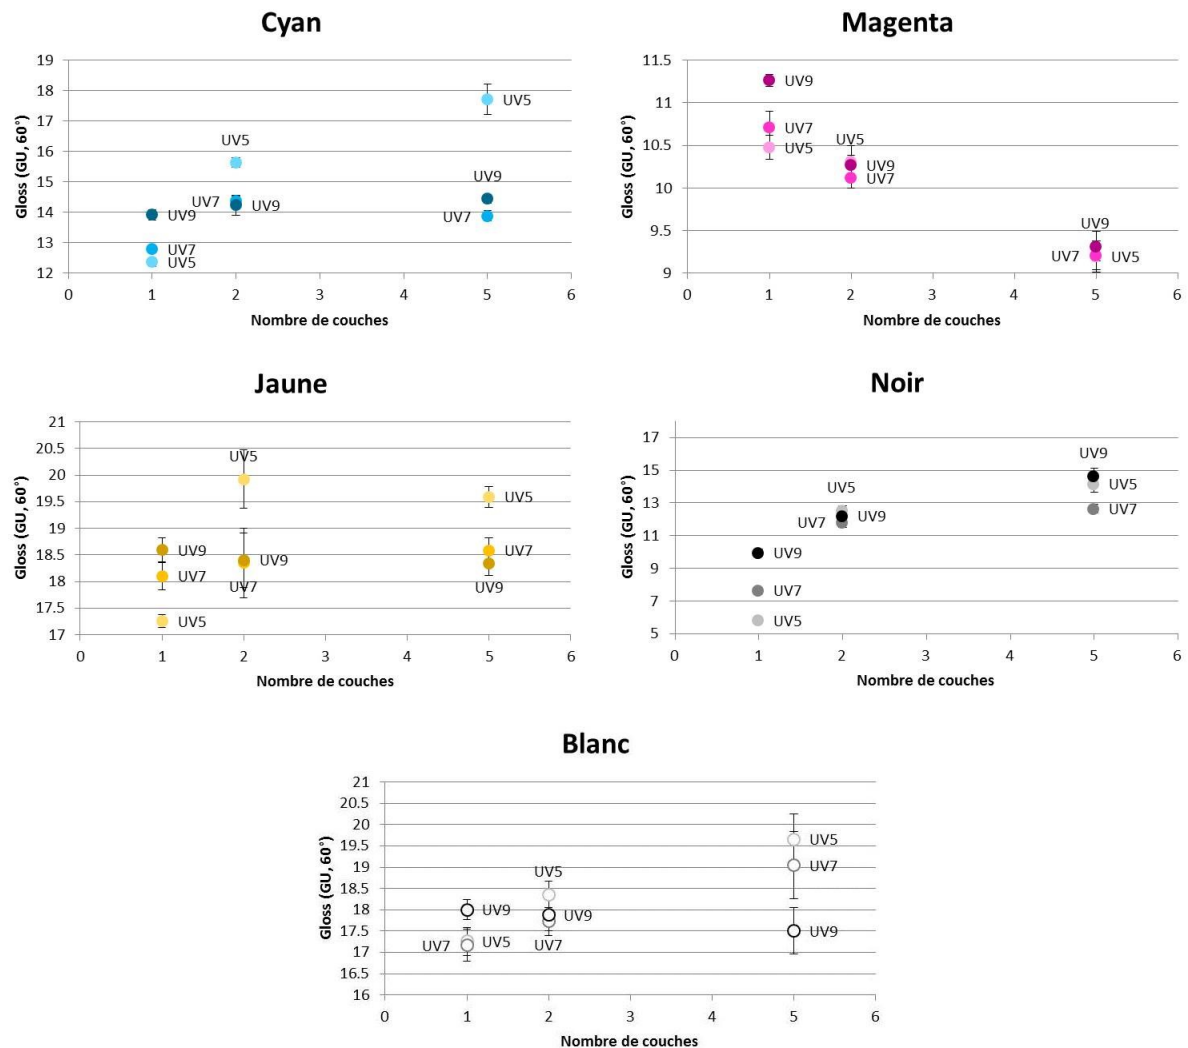 Cyan
Gloss (GU, 60°)
19
18
17
16
15
14
13
12
UV5
UV5
UV7
UV9
UV9
UV9
UV7
UV7
UV5
0 1 2 3 4 5 6
Nombre de couches
Magenta
Gloss (GU, 60°)
11.5
11
10.5
10
9.5
9
UV9
UV7
UV5
UV5
UV9
UV7
UV9
UV7
UV5
0 1 2 3 4 5 6
Nombre de couches
Jaune
Gloss (GU, 60°)
21
20.5
20
19.5
19
18.5
18
17.5
17
UV5
UV5
UV9
UV9
UV7
UV7
UV7
UV9
UV5
0 1 2 3 4 5 6
Nombre de couches
Noir
Gloss (GU, 60°)
17
15
13
11
9
7
5
UV9
UV5
UV5
UV7
UV7
UV9
UV9
UV7
UV5
0 1 2 3 4 5 6
Nombre de couches
Blanc
Gloss (GU, 60°)
21
20.5
20
19.5
19
18.5
18
17.5
17
16.5
16
UV5
UV7
UV5
UV9
UV9
UV9
UV7
UV5
UV7
0 1 2 3 4 5 6
Nombre de couches